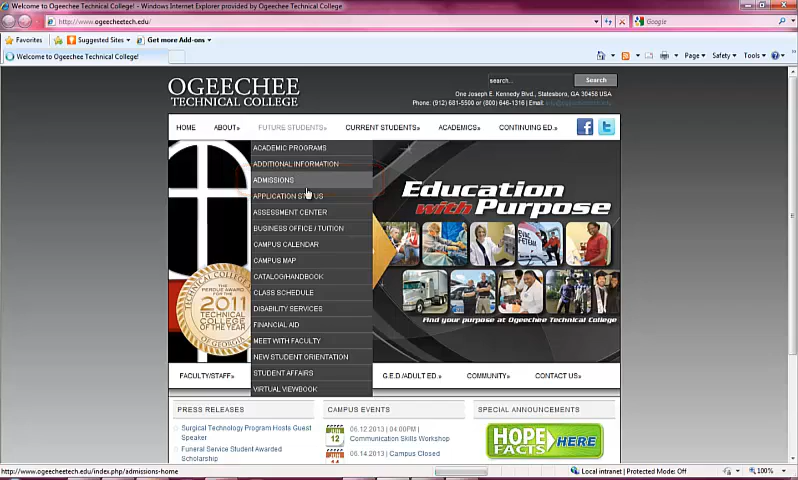 Welcome to Ogeechee Technical College! - Windows Internet Explorer provided by Ogeechee Technical College
http://www.ogeecheetech.edu/
Google
Favorites
Suggested Sites
Get more Add-ons
Welcome to Ogeechee Technical College!
Page
Safety
Tools
OGEECHEE
TECHNICAL COLLEGE
search...
Search
One Joseph E. Kennedy Blvd., Statesboro, GA 30458 USA
Phone: (912) 681-5500 or (800) 646-1316 | Email:
HOME
ABOUT»
FUTURE STUDENTS»
CURRENT STUDENTS»
ACADEMICS»
CONTINUING ED.»
ACADEMIC PROGRAMS
ADDITIONAL INFORMATION
ADMISSIONS
ASSESSMENT CENTER
BUSINESS OFFICE / TUITION
CAMPUS CALENDAR
CAMPUS MAP
CATALOG/HANDBOOK
CLASS SCHEDULE
DISABILITY SERVICES
FINANCIAL AID
MEET WITH FACULTY
NEW STUDENT ORIENTATION
STUDENT AFFAIRS
VIRTUAL VIEWBOOK
Education
with Purpose
Find your purpose at Ogeechee Technical College
THE PERDUE AWARD
FOR THE
2011
TECHNICAL
COLLEGE
OF THE YEAR
FACULTY/STAFF»
G.E.D./ADULT ED.»
COMMUNITY»
CONTACT US»
PRESS RELEASES
Surgical Technology Program Hosts Guest
Speaker
Funeral Service Student Awarded
Scholarship
CAMPUS EVENTS
JUN
12
06.12.2013 | 04:00PM |
Communication Skills Workshop
JUN
06.14.2013 | Campus Closed
SPECIAL ANNOUNCEMENTS
HOPE
FACTS
HERE
http://www.ogeecheetech.edu/index.php/admissions-home
Local intranet | Protected Mode: Off
100%